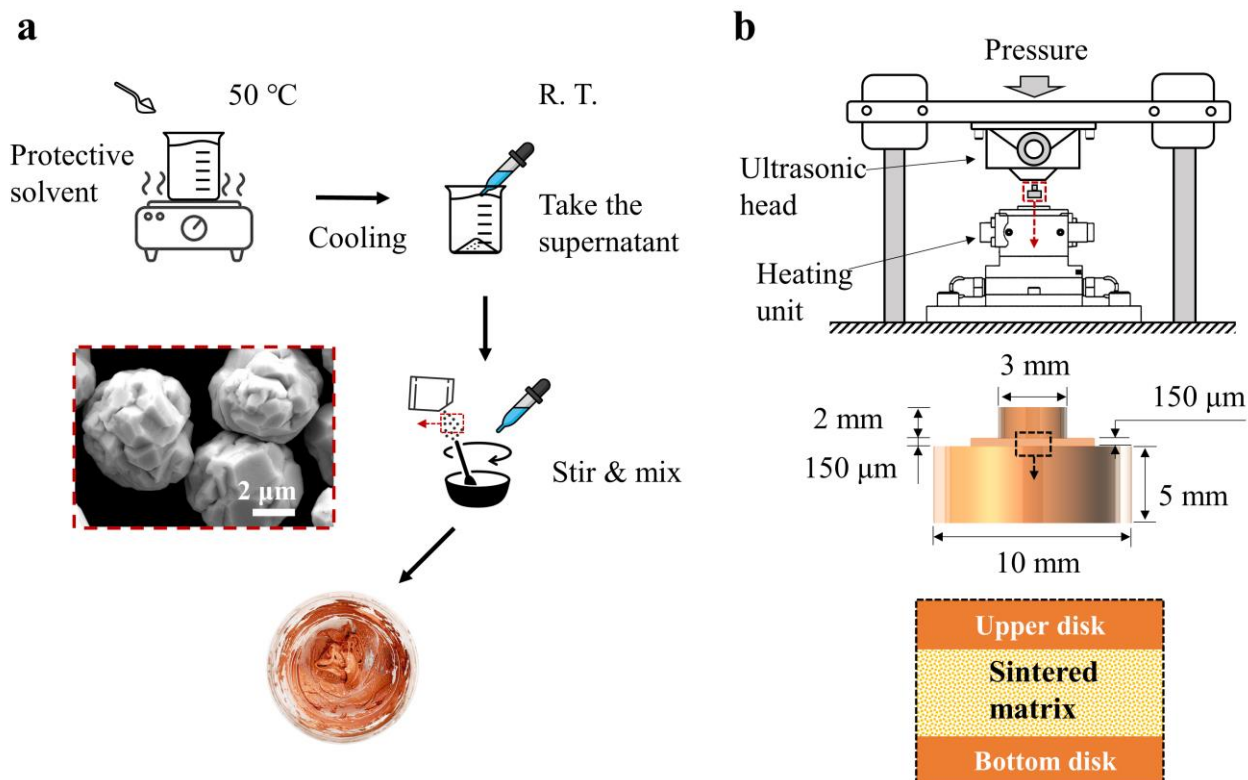 a
50 ℃
Protective
solvent
Cooling
R. T.
Take the
supernatant
2 μm
Stir & mix
b
Pressure
Ultrasonic
head
Heating
unit
3 mm
150 μm
2 mm
150 μm
5 mm
10 mm
Upper disk
Sintered
matrix
Bottom disk